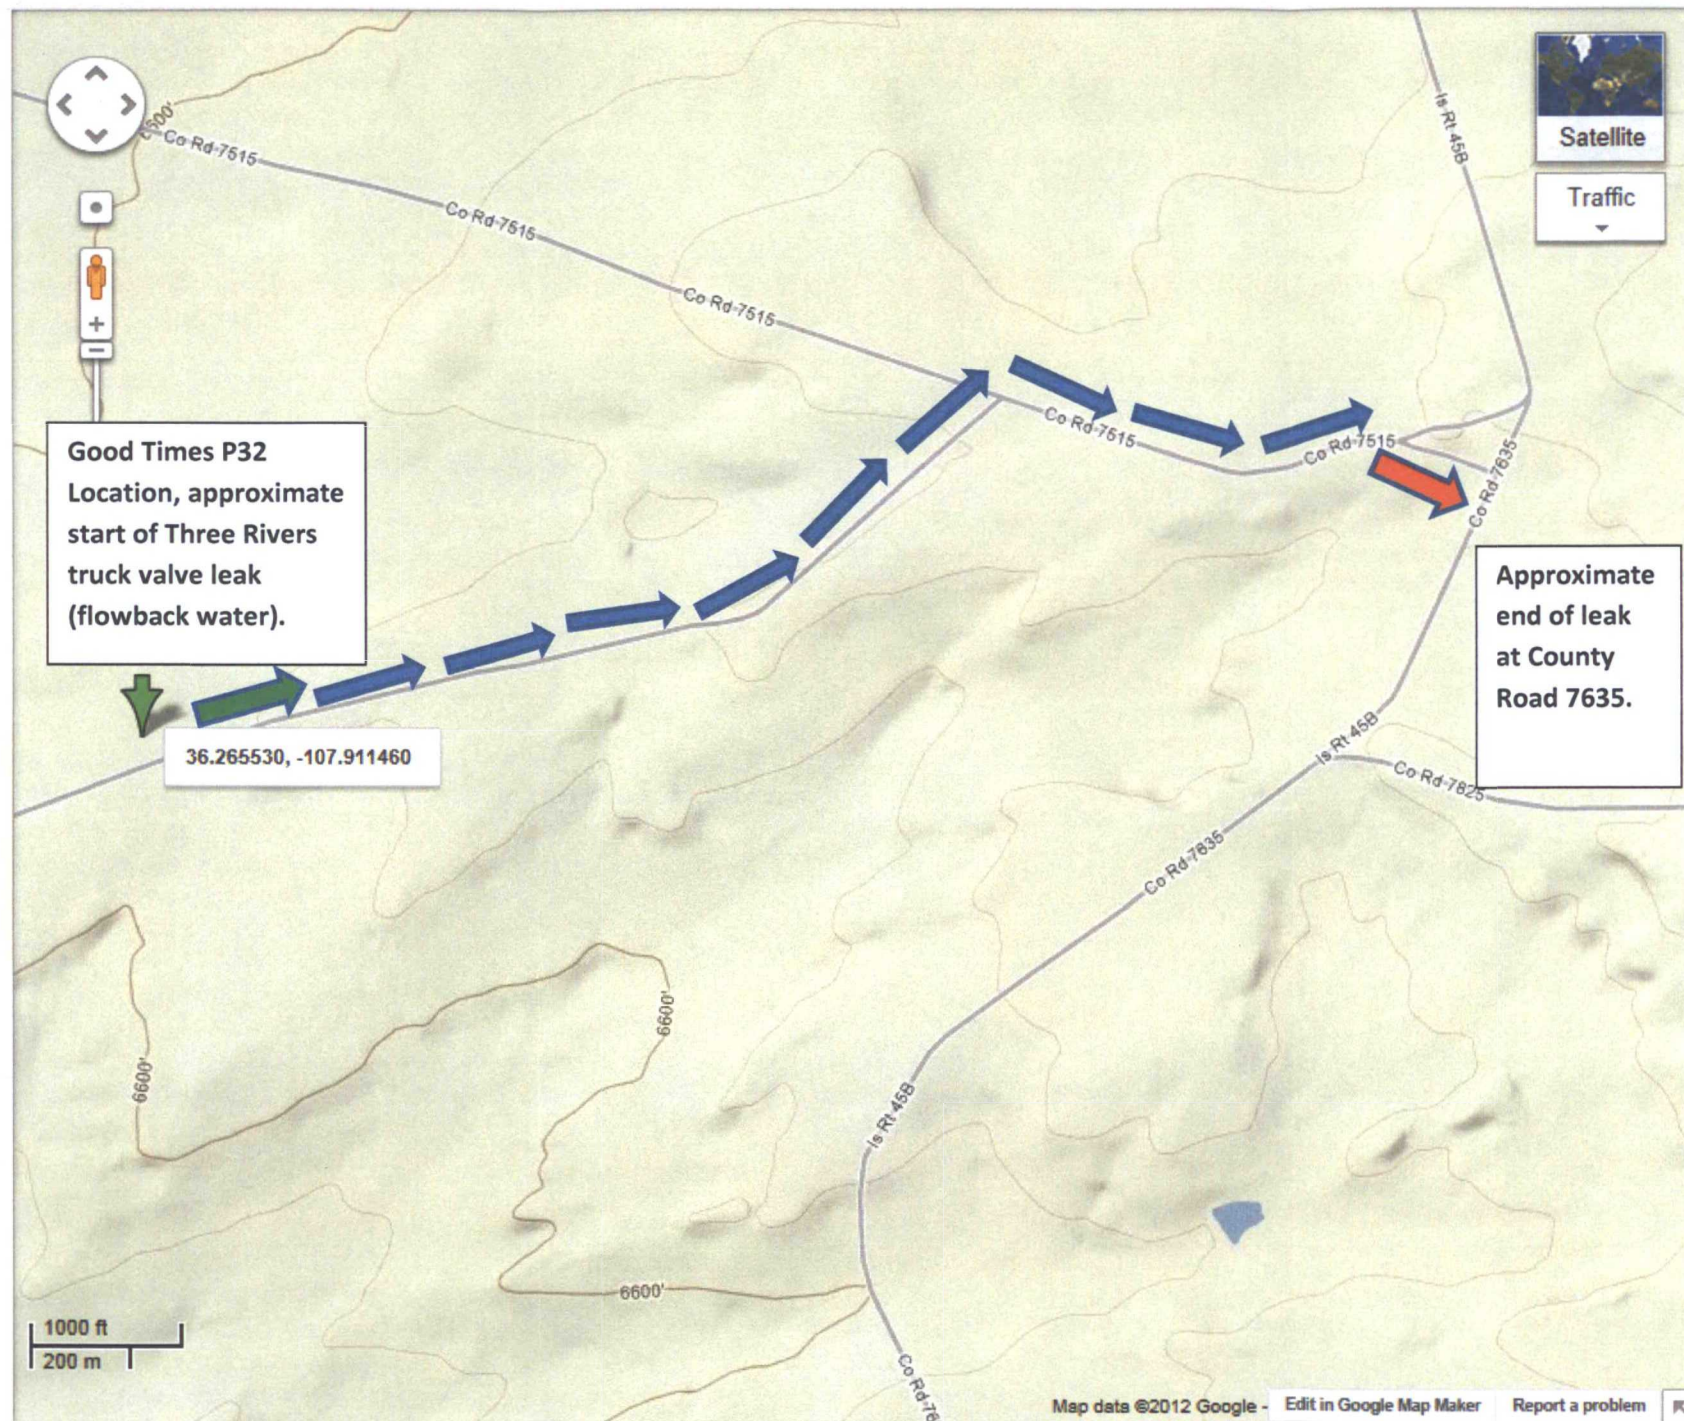 Co Rd 7515
Co Rd 7515
Co Rd 7515
Is Rt 45B
Satellite
Traffic
Co Rd 7515
Co Rd 7515
Co Rd 7635
Good Times P32
Location, approximate
start of Three Rivers
truck valve leak
(flowback water).
Approximate
end of leak
at County
Road 7635.
36.265530, -107.911460
Is Rt 45B
Co Rd 7825
Co Rd 7635
6600'
6600'
Is Rt 45B
6600'
1000 ft
200 m
Map data ©2012 Google -
Edit in Google Map Maker
Report a problem